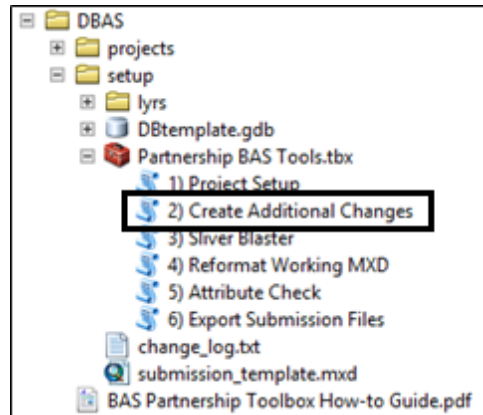 DBAS
projects
setup
lyrs
DBtemplate.gdb
Partnership BAS Tools.tbx
1) Project Setup
2) Create Additional Changes
3) Sliver Blaster
4) Reformat Working MXD
5) Attribute Check
6) Export Submission Files
change_log.txt
submission_template.mxd
BAS Partnership Toolbox How-to Guide.pdf